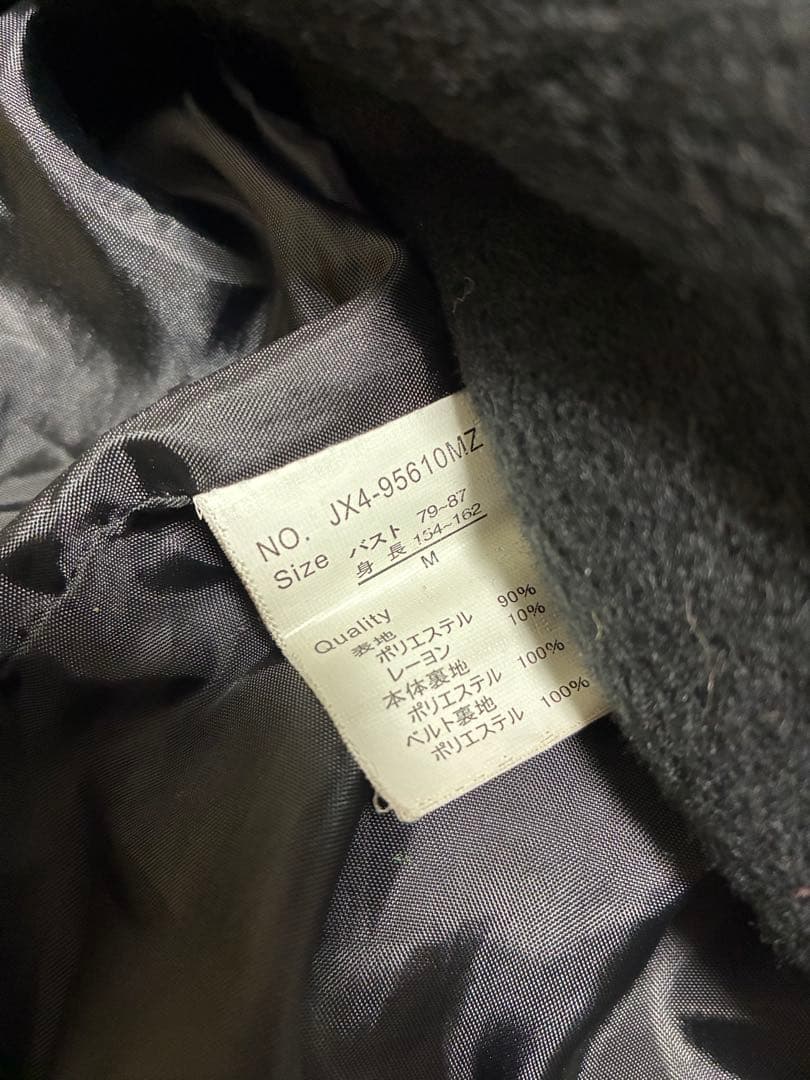 NO. JX4-95610MZ
Size バスト 79~87
身長 154~162
M
Quality
表地
ポリエステル 90%
レーヨン 10%
本体裏地
ポリエステル 100%
ベルト裏地
ポリエステル 100%